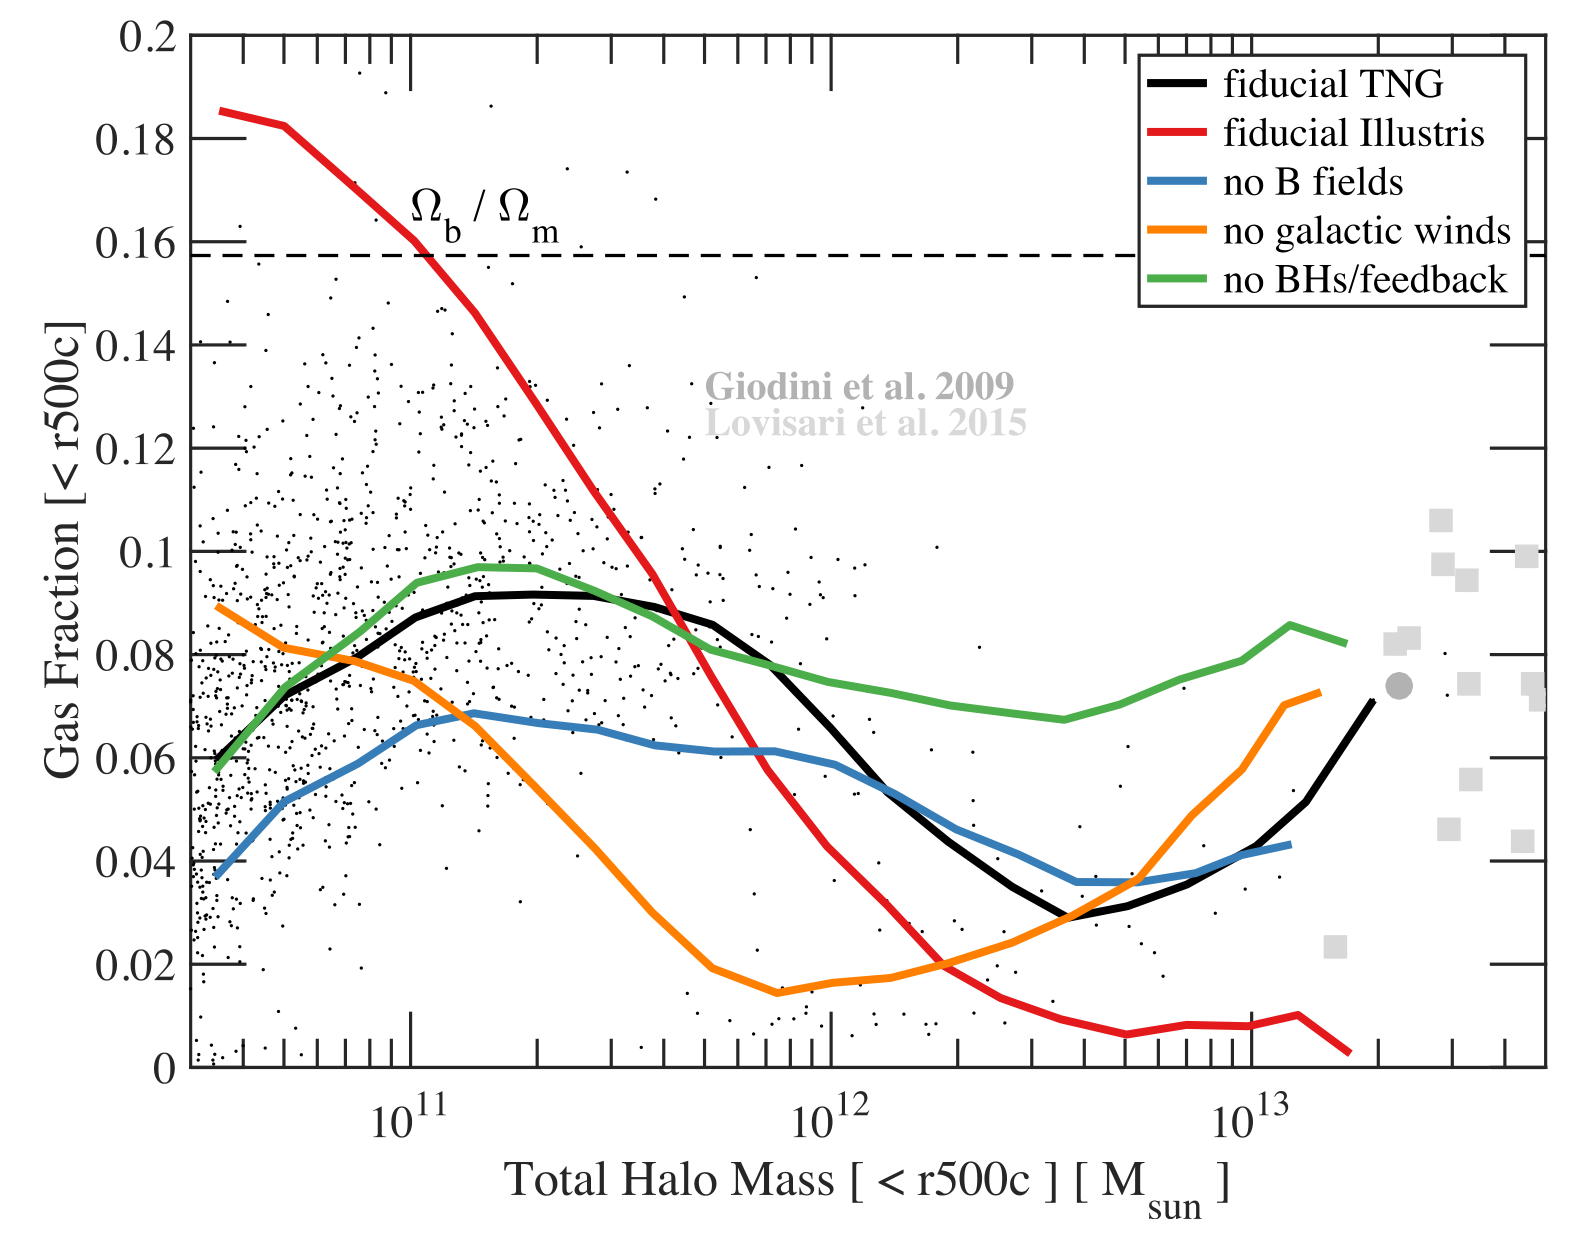 0.2
0.18
0.16
0.14
0.12
0.1
0.08
0.06
0.04
0.02
0
Gas Fraction [< r500c]
Ω_b / Ω_m
fiducial TNG
fiducial Illustris
no B fields
no galactic winds
no BHs/feedback
Giodini et al. 2009
Lovisari et al. 2015
10^11
10^12
10^13
Total Halo Mass [ < r500c ] [ M_sun ]